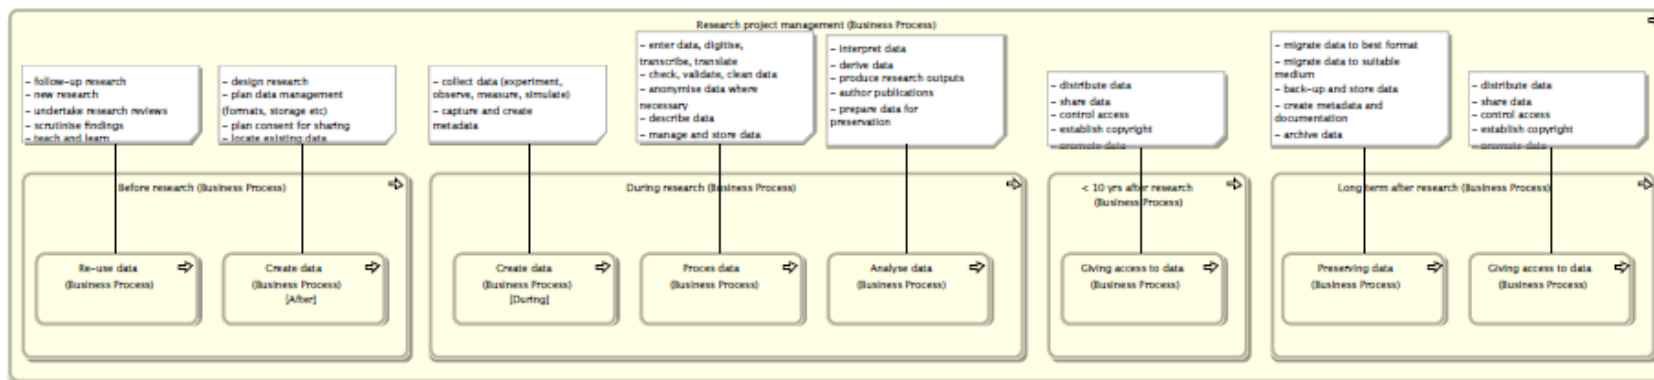 Research project management (Business Process)
- follow-up research
- new research
- undertake research reviews
- scrutinise findings
- teach and learn
- design research
- plan data management
(formats, storage etc)
- plan consent for sharing
- locate existing data
- collect data (experiment,
observe, measure, simulate)
- capture and create
metadata
- enter data, digitise,
transcribe, translate
- check, validate, clean data
- anonymise data where
necessary
- describe data
- manage and store data
- interpret data
- derive data
- produce research outputs
- author publications
- prepare data for
preservation
- distribute data
- share data
- control access
- establish copyright
- promote data
- migrate data to best format
- migrate data to suitable
medium
- back-up and store data
- create metadata and
documentation
- archive data
- distribute data
- share data
- control access
- establish copyright
- promote data
Before research (Business Process)
During research (Business Process)
< 10 yrs after research
(Business Process)
Long term after research (Business Process)
Re-use data
(Business Process)
Create data
(Business Process)
[After]
Create data
(Business Process)
[During]
Proces data
(Business Process)
Analyse data
(Business Process)
Giving access to data
(Business Process)
Preserving data
(Business Process)
Giving access to data
(Business Process)